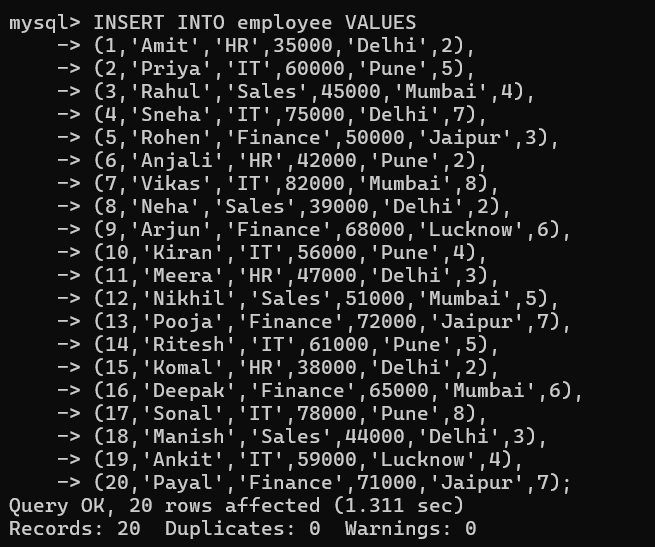 mysql> INSERT INTO employee VALUES
    -> (1,'Amit','HR',35000,'Delhi',2),
    -> (2,'Priya','IT',60000,'Pune',5),
    -> (3,'Rahul','Sales',45000,'Mumbai',4),
    -> (4,'Sneha','IT',75000,'Delhi',7),
    -> (5,'Rohen','Finance',50000,'Jaipur',3),
    -> (6,'Anjali','HR',42000,'Pune',2),
    -> (7,'Vikas','IT',82000,'Mumbai',8),
    -> (8,'Neha','Sales',39000,'Delhi',2),
    -> (9,'Arjun','Finance',68000,'Lucknow',6),
    -> (10,'Kiran','IT',56000,'Pune',4),
    -> (11,'Meera','HR',47000,'Delhi',3),
    -> (12,'Nikhil','Sales',51000,'Mumbai',5),
    -> (13,'Pooja','Finance',72000,'Jaipur',7),
    -> (14,'Ritesh','IT',61000,'Pune',5),
    -> (15,'Komal','HR',38000,'Delhi',2),
    -> (16,'Deepak','Finance',65000,'Mumbai',6),
    -> (17,'Sonal','IT',78000,'Pune',8),
    -> (18,'Manish','Sales',44000,'Delhi',3),
    -> (19,'Ankit','IT',59000,'Lucknow',4),
    -> (20,'Payal','Finance',71000,'Jaipur',7);
Query OK, 20 rows affected (1.311 sec)
Records: 20  Duplicates: 0  Warnings: 0